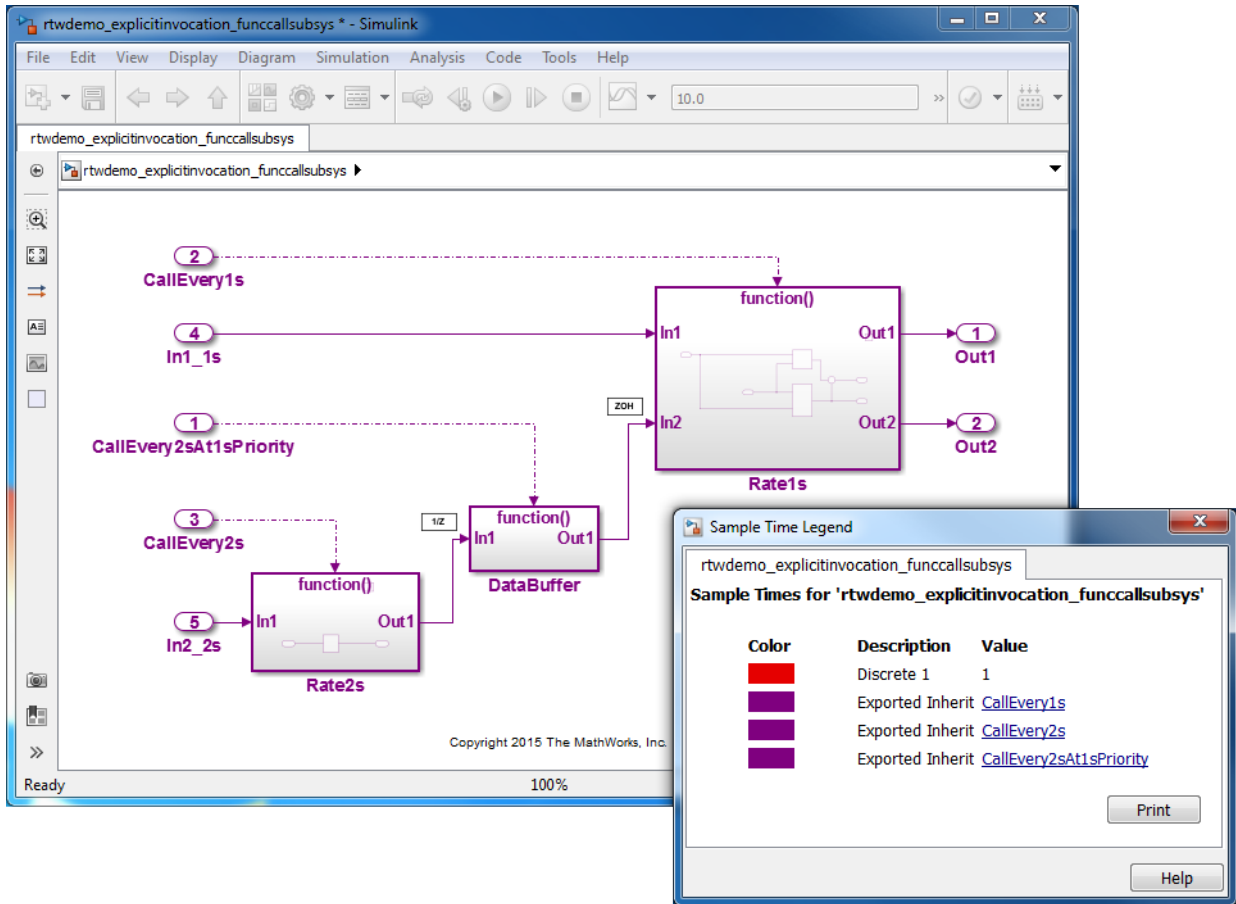 rtwdemo_explicitinvocation_funccallsubsys * - Simulink
File Edit View Display Diagram Simulation Analysis Code Tools Help
10.0
»
rtwdemo_explicitinvocation_funccallsubsys
rtwdemo_explicitinvocation_funccallsubsys
2
CallEvery1s
function()
4
In1_1s
In1
Out1
1
Out1
ZOH
1
CallEvery2sAt1sPriority
In2
Out2
2
Out2
Rate1s
3
CallEvery2s
1/Z
function()
In1
Out1
DataBuffer
function()
5
In2_2s
In1
Out1
Rate2s
Copyright 2015 The MathWorks, Inc.
Ready
100%
Sample Time Legend
rtwdemo_explicitinvocation_funccallsubsys
Sample Times for 'rtwdemo_explicitinvocation_funccallsubsys'
Color Description Value
Discrete 1 1
Exported Inherit CallEvery1s
Exported Inherit CallEvery2s
Exported Inherit CallEvery2sAt1sPriority
Print
Help